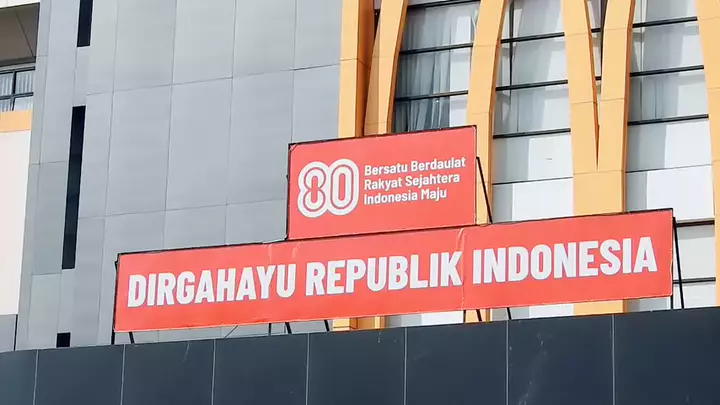 80
Bersatu Berdaulat
Rakyat Sejahtera
Indonesia Maju
DIRGAHAYU REPUBLIK INDONESIA